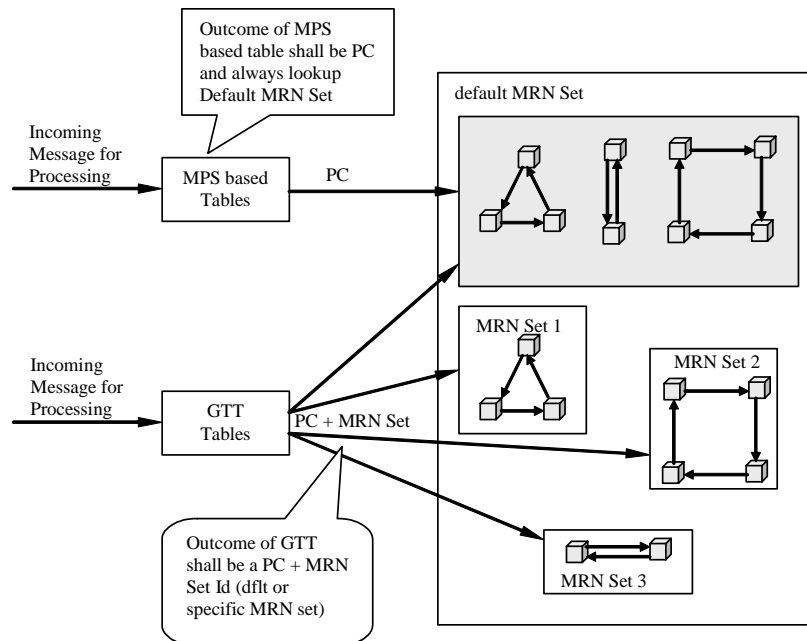 Outcome of MPS
based table shall be PC
and always lookup
Default MRN Set
default MRN Set
Incoming
Message for
Processing
MPS based
Tables
PC
MRN Set 1
MRN Set 2
Incoming
Message for
Processing
GTT
Tables
PC + MRN Set
Outcome of GTT
shall be a PC + MRN
Set Id (dflt or
specific MRN set)
MRN Set 3